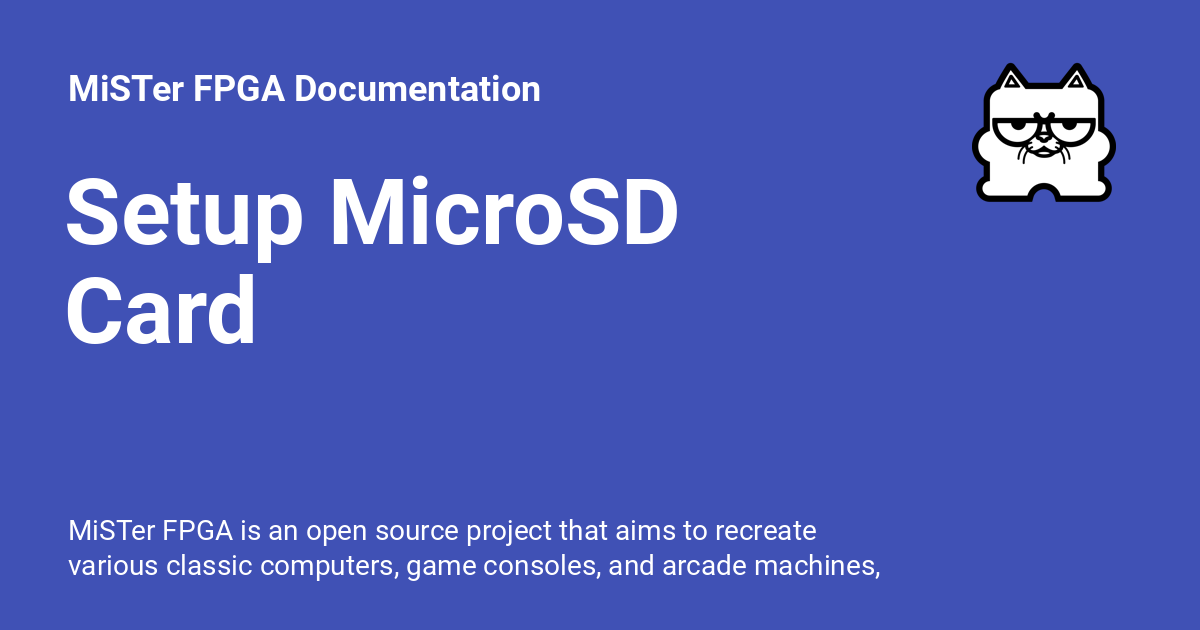 MiSTer FPGA Documentation
Setup MicroSD
Card
MiSTer FPGA is an open source project that aims to recreate
various classic computers, game consoles, and arcade machines,